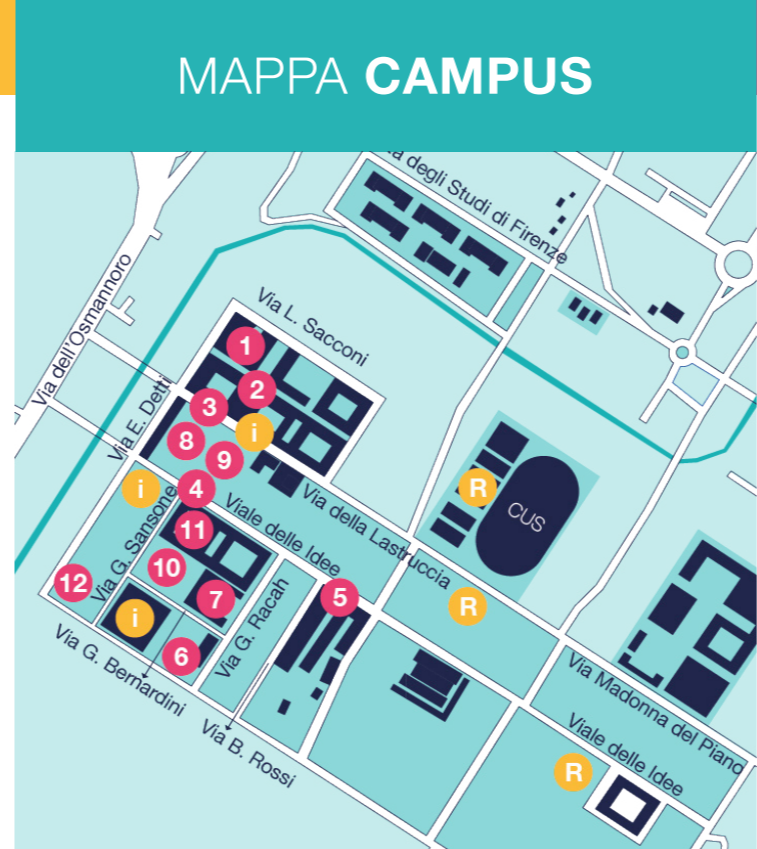 MAPPA CAMPUS
degli Studi di Firenze
Via dell'Osmannoro
Via L. Sacconi
1
2
Via E. Detti
3
i
8
9
R
CUS
i
4
Via G. Sansone
Viale delle Idee
Via della Lastruccia
11
10
12
7
5
R
i
Via G. Racah
6
Via G. Bernardini
Via B. Rossi
Via Madonna del Piano
Viale delle Idee
R